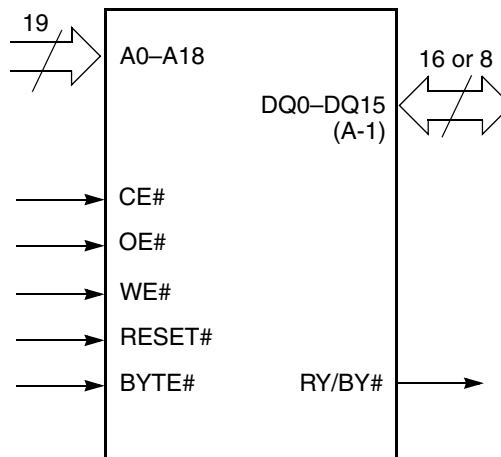 19
A0–A18
16 or 8
DQ0–DQ15
(A-1)
CE#
OE#
WE#
RESET#
BYTE#
RY/BY#